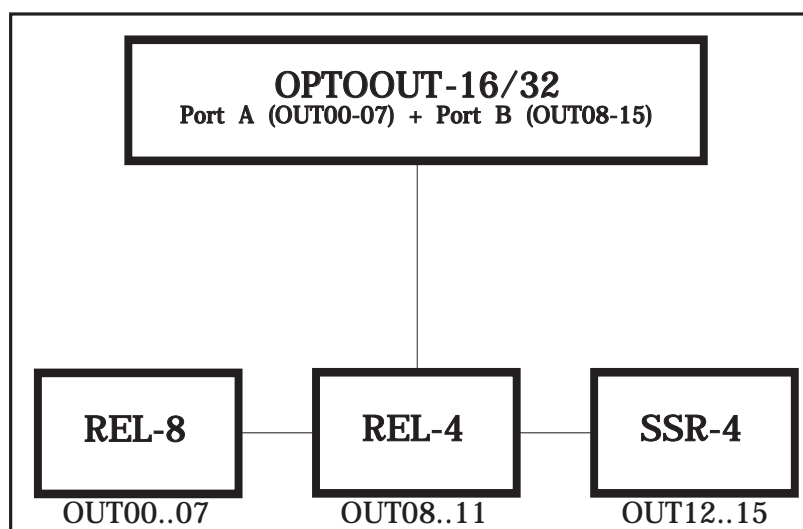 OPTOOUT-16/32
Port A (OUT00-07) + Port B (OUT08-15)
REL-8
REL-4
SSR-4
OUT00..07
OUT08..11
OUT12..15